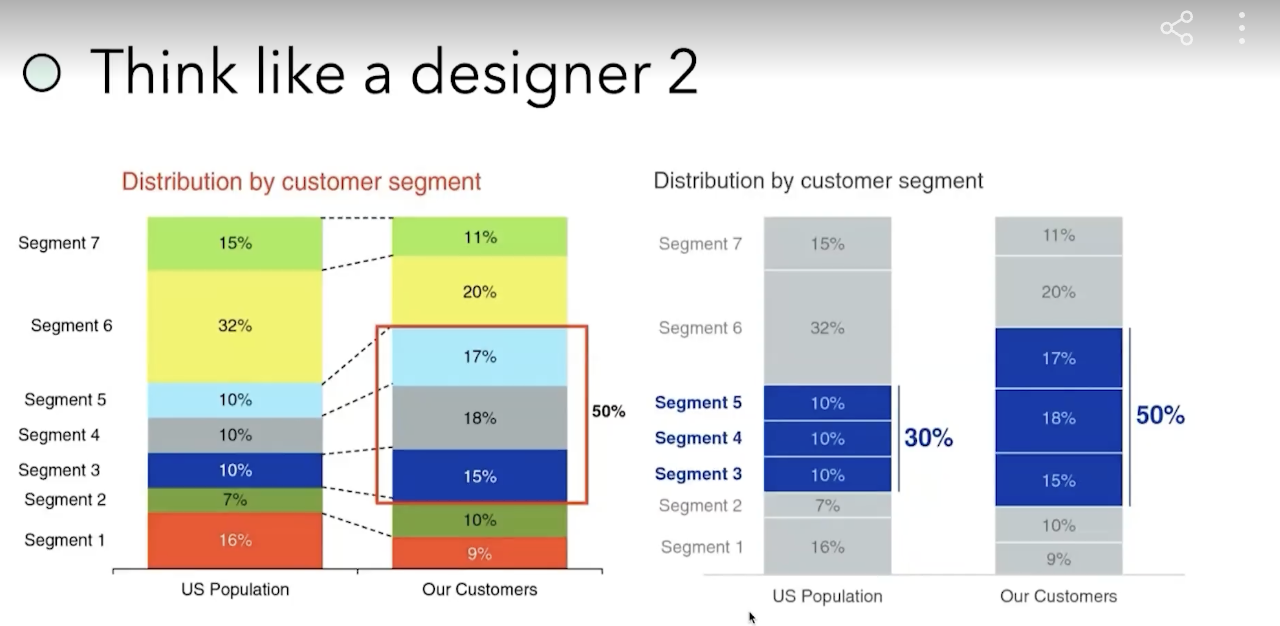 Think like a designer 2
Distribution by customer segment
Segment 7
15%
11%
Segment 6
32%
20%
Segment 5
10%
17%
Segment 4
10%
18%
50%
Segment 3
10%
15%
Segment 2
7%
10%
Segment 1
16%
9%
US Population
Our Customers
Distribution by customer segment
Segment 7
15%
11%
Segment 6
32%
20%
Segment 5
10%
17%
Segment 4
10%
30%
18%
50%
Segment 3
10%
15%
Segment 2
7%
10%
Segment 1
16%
9%
US Population
Our Customers